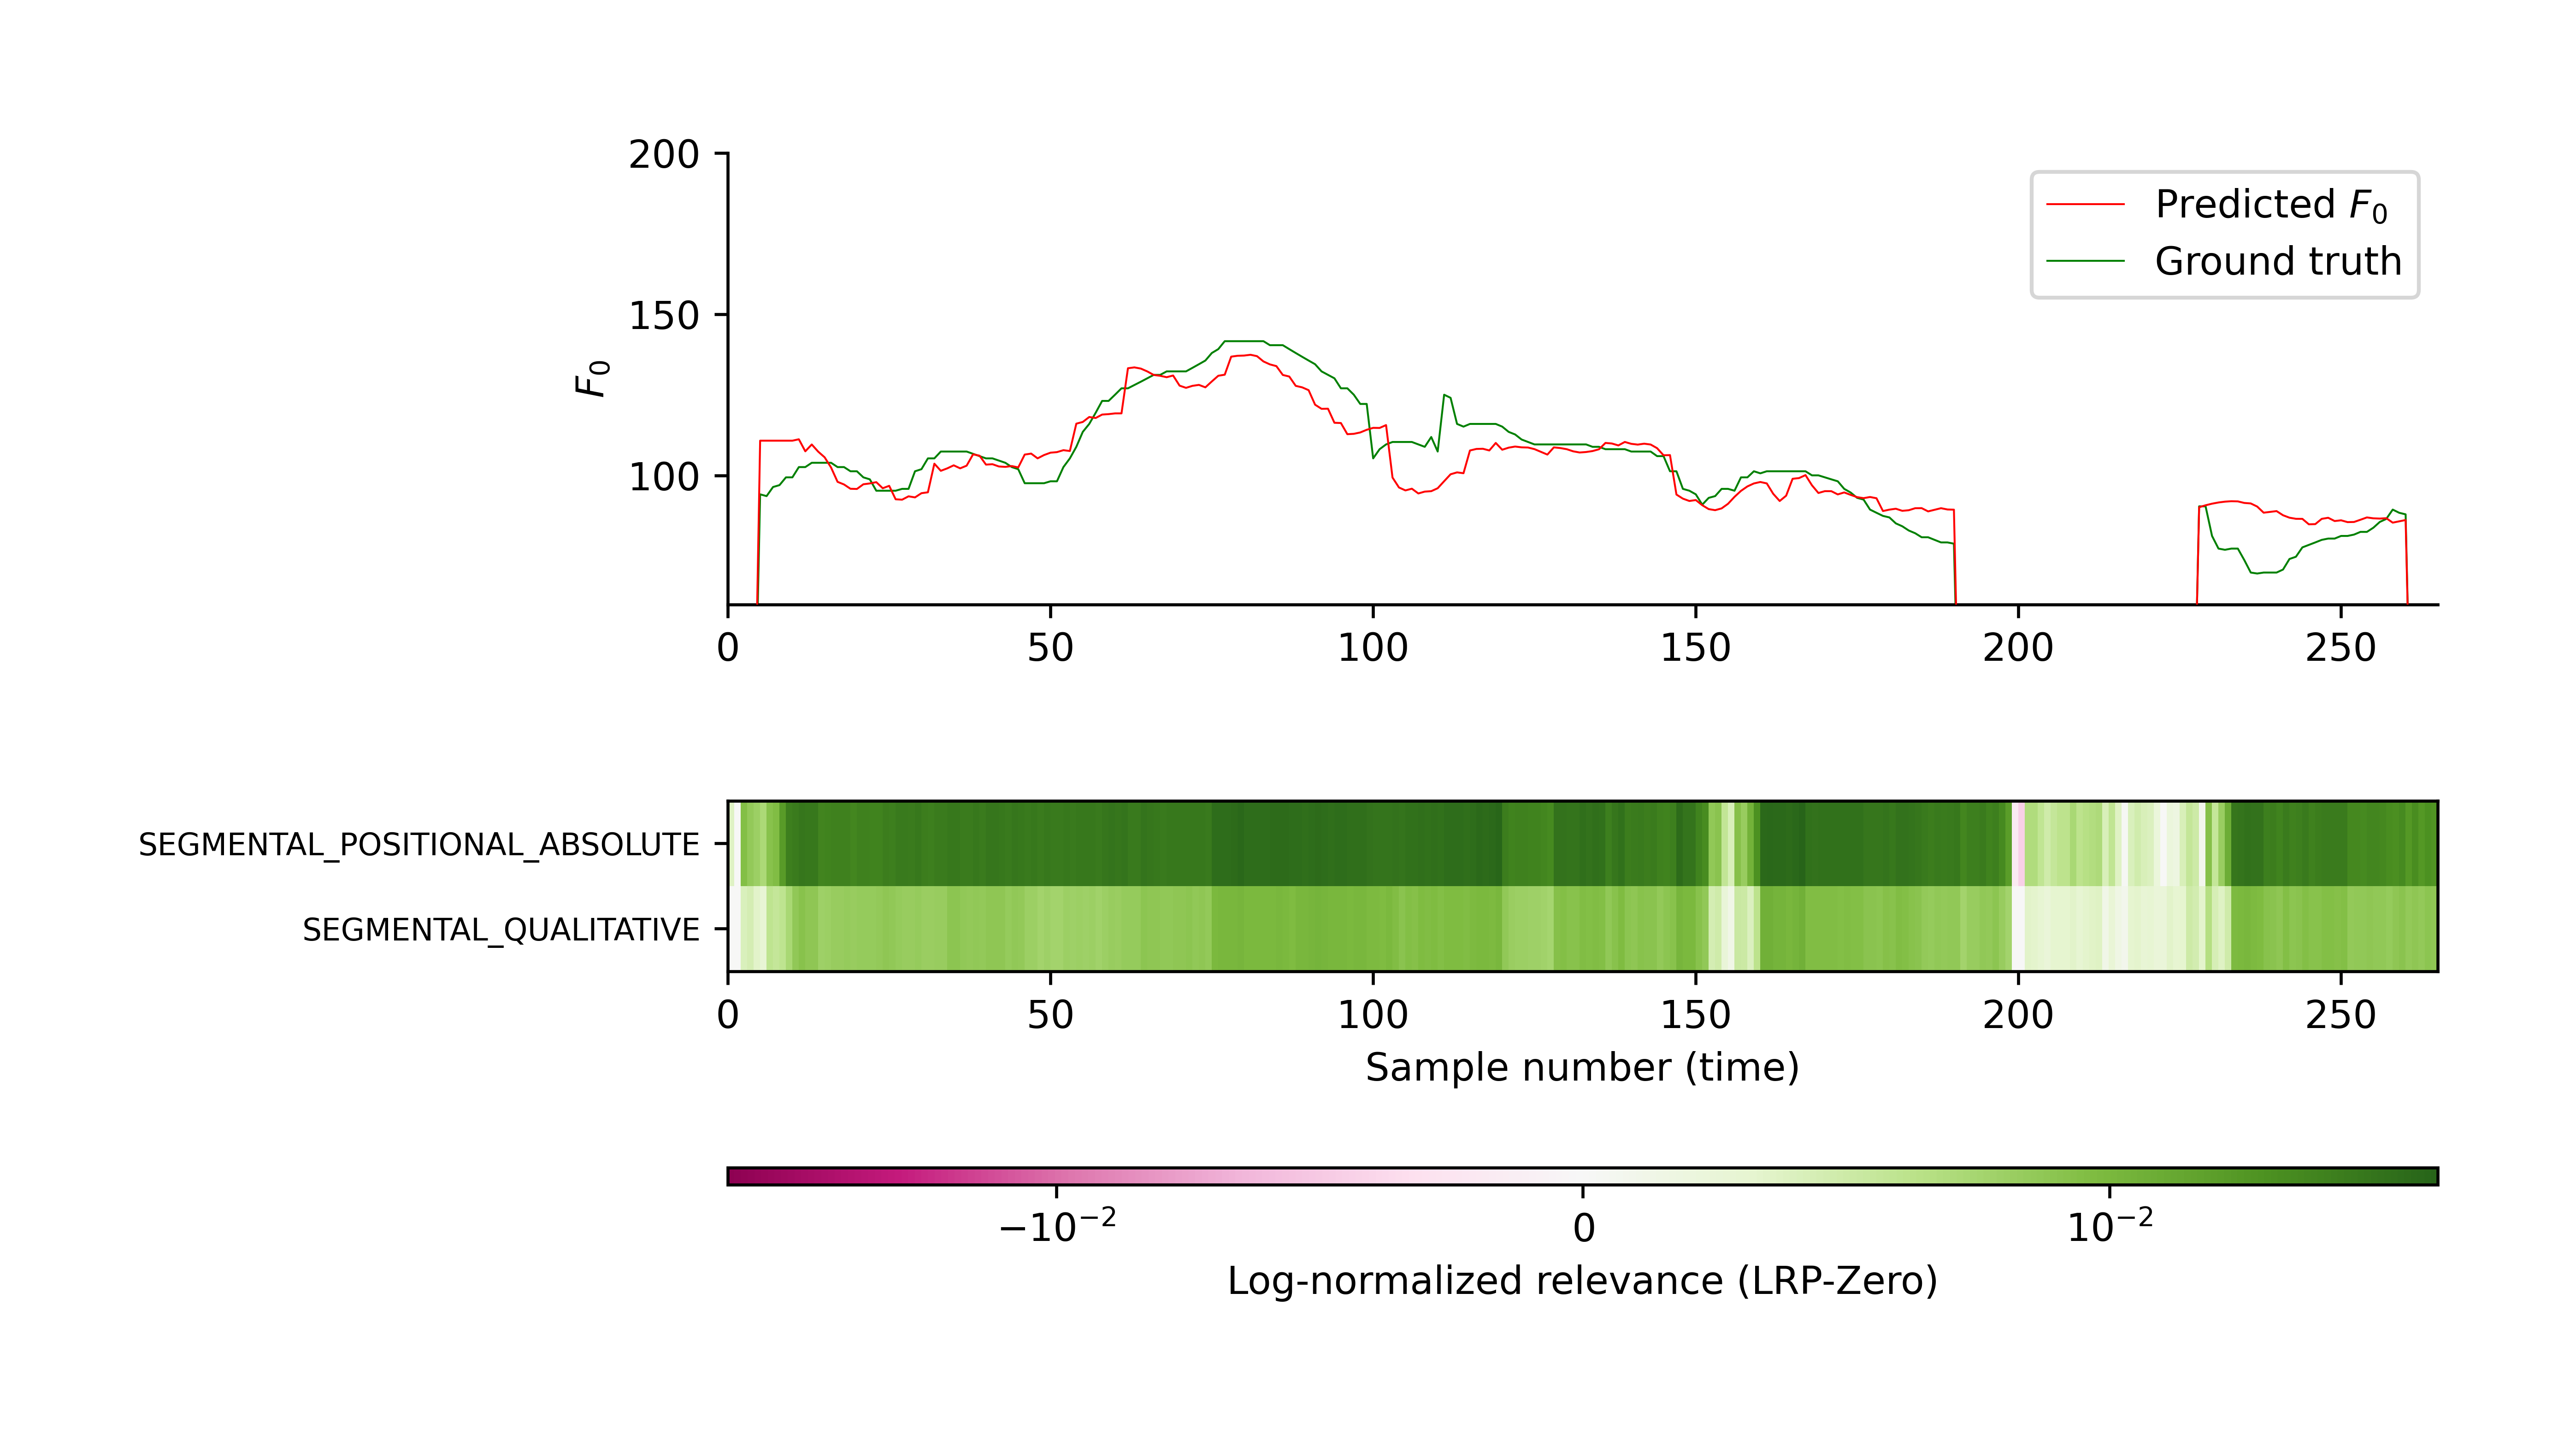 200
150
100
F₀
Predicted F₀
Ground truth
0 50 100 150 200 250
SEGMENTAL_POSITIONAL_ABSOLUTE
SEGMENTAL_QUALITATIVE
0 50 100 150 200 250
Sample number (time)
−10⁻² 0 10⁻²
Log-normalized relevance (LRP-Zero)